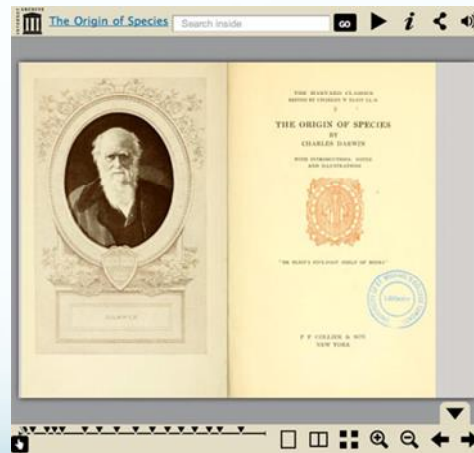 The Origin of Species
Search inside
GO
DARWIN
THE HARVARD CLASSICS
EDITED BY CHARLES W ELIOT LL D
THE ORIGIN OF SPECIES
BY
CHARLES DARWIN
WITH INTRODUCTIONS NOTES
AND ILLUSTRATIONS
"DR ELIOT'S FIVE-FOOT SHELF OF BOOKS"
P F COLLIER & SON
NEW YORK